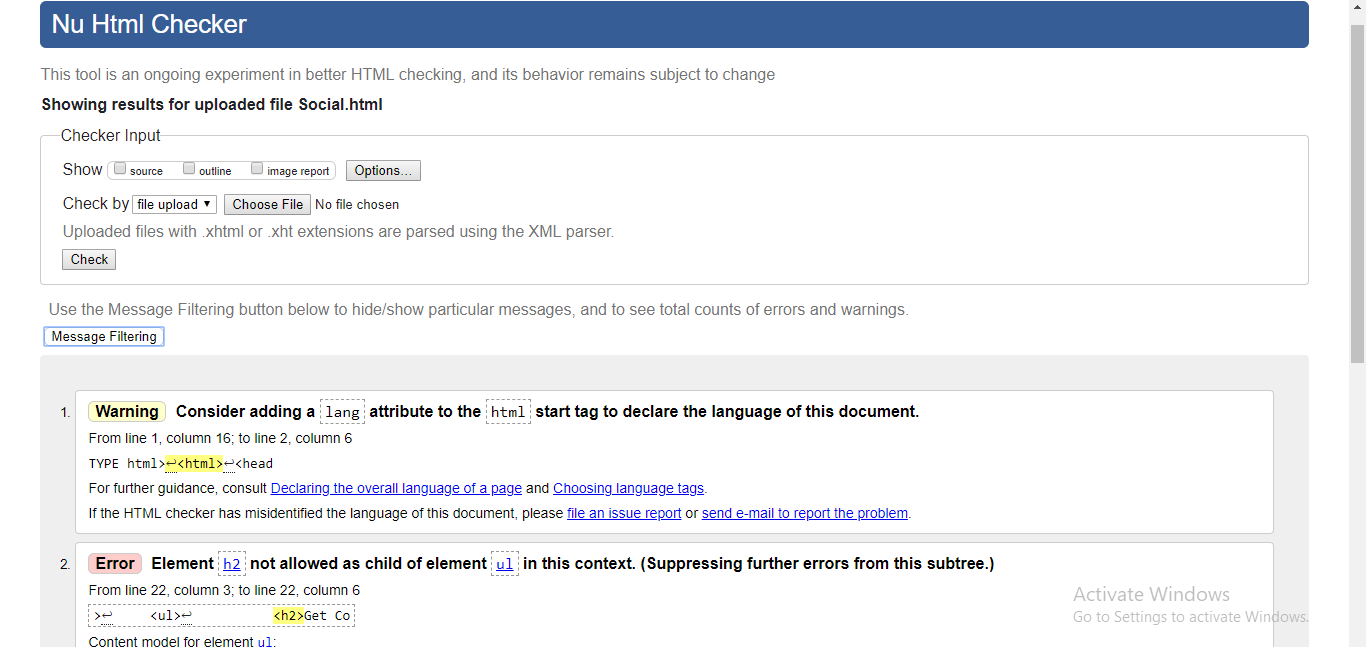 Nu Html Checker
This tool is an ongoing experiment in better HTML checking, and its behavior remains subject to change
Showing results for uploaded file Social.html
Checker Input
Show source outline image report Options...
Check by file upload ▼ Choose File No file chosen
Uploaded files with .xhtml or .xht extensions are parsed using the XML parser.
Check
Use the Message Filtering button below to hide/show particular messages, and to see total counts of errors and warnings.
Message Filtering
1. Warning Consider adding a lang attribute to the html start tag to declare the language of this document.
From line 1, column 16; to line 2, column 6
TYPE html>↩<html>↩<head
For further guidance, consult Declaring the overall language of a page and Choosing language tags.
If the HTML checker has misidentified the language of this document, please file an issue report or send e-mail to report the problem.
2. Error Element h2 not allowed as child of element ul in this context. (Suppressing further errors from this subtree.)
From line 22, column 3; to line 22, column 6
>↩ <ul>↩ <h2>Get Co
Content model for element ul:
Activate Windows
Go to Settings to activate Windows.